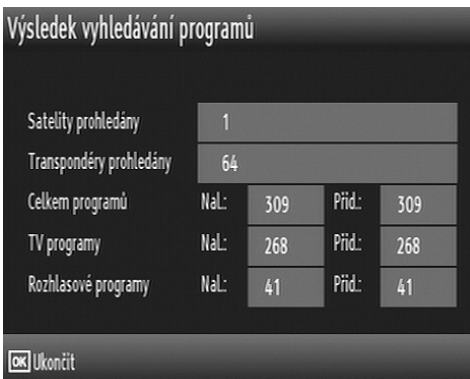 Výsledek vyhledávání programů
Satelity prohledány 1
Transpondéry prohledány 64
Celkem programů Nal.: 309 Přid.: 309
TV programy Nal.: 268 Přid.: 268
Rozhlasové programy Nal.: 41 Přid.: 41
OK Ukončit